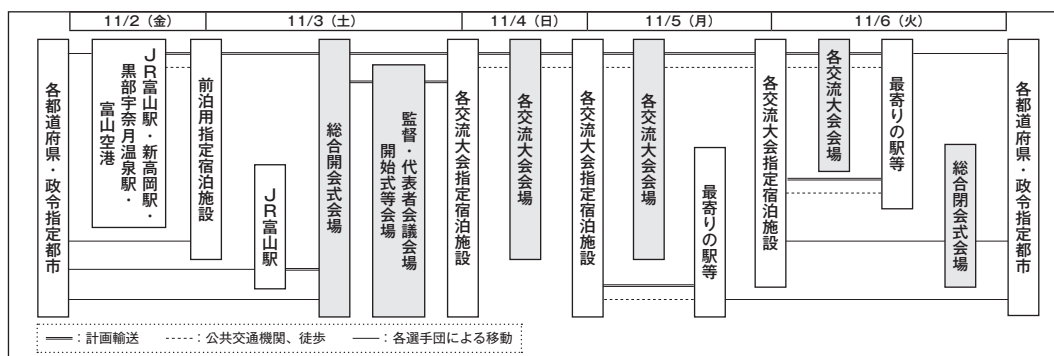 11/2（金）
11/3（土）
11/4（日）
11/5（月）
11/6（火）
各都道府県・政令指定都市
JR富山駅・新高岡駅・
黒部宇奈月温泉駅・
富山空港
前泊用指定宿泊施設
JR富山駅
総合開会式会場
監督・代表者会議会場
開始式等会場
各交流大会指定宿泊施設
各交流大会会場
各交流大会指定宿泊施設
各交流大会会場
最寄りの駅等
各交流大会指定宿泊施設
各交流大会会場
最寄りの駅等
総合閉会式会場
各都道府県・政令指定都市
：計画輸送　：公共交通機関、徒歩　：各選手団による移動